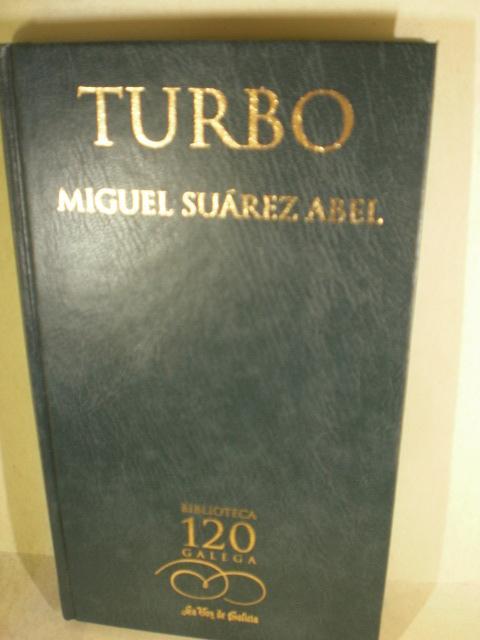 TURBO
MIGUEL SUÁREZ ABEL
BIBLIOTECA
120
GALEGA
La Voz de Galicia